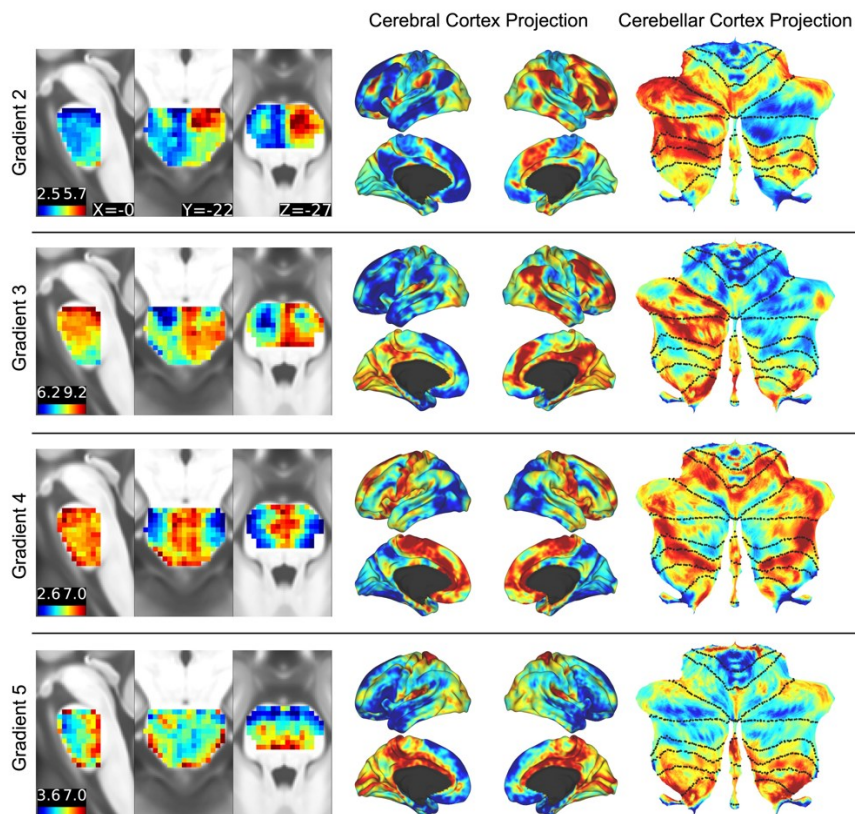 Cerebral Cortex Projection
Cerebellar Cortex Projection
Gradient 2
2.5 5.7
X=-0
Y=-22
Z=-27
Gradient 3
6.2 9.2
Gradient 4
2.6 7.0
Gradient 5
3.6 7.0